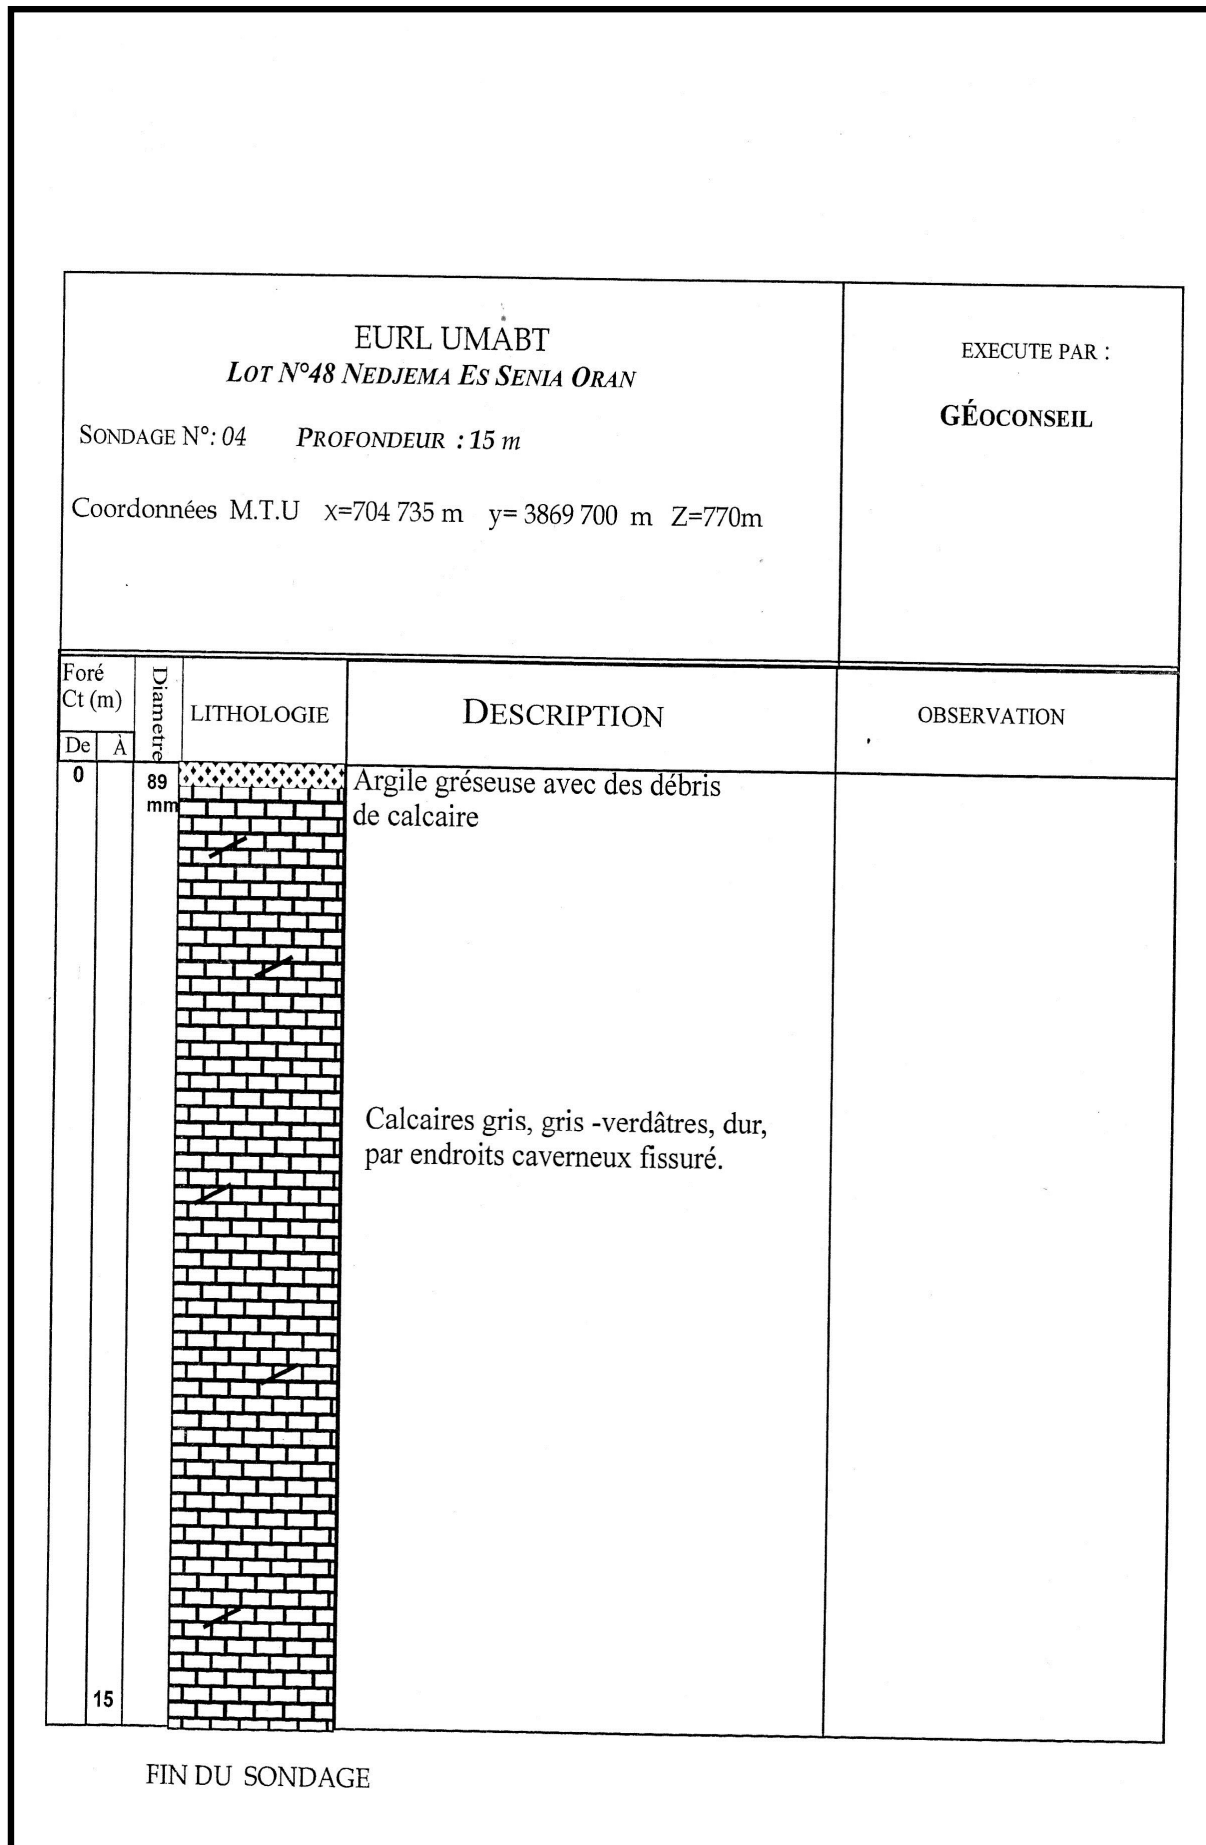 EURL UMABT
LOT N°48 NEDJEMA ES SENIA ORAN
SONDAGE N°: 04 PROFONDEUR : 15 m
Coordonnées M.T.U x=704 735 m y= 3869 700 m Z=770m
EXECUTE PAR :
GÉOCONSEIL
Foré
Ct (m)
De À
Diametre
LITHOLOGIE
DESCRIPTION
OBSERVATION
0
89
mm
Argile gréseuse avec des débris
de calcaire
Calcaires gris, gris -verdâtres, dur,
par endroits caverneux fissuré.
15
FIN DU SONDAGE